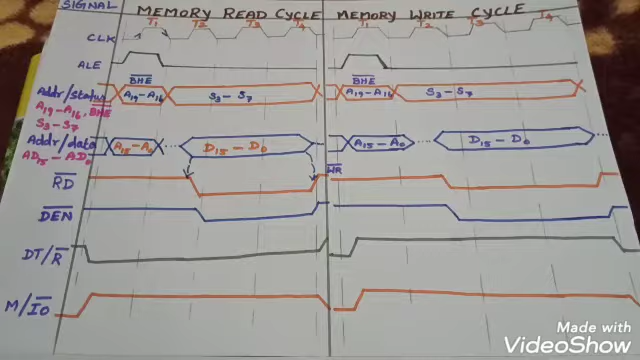 SIGNAL MEMORY READ CYCLE MEMORY WRITE CYCLE
T1 T2 T3 T4 T1 T2 T3 T4
CLK
ALE
BHE BHE
Addr/status A19-A16 S3-S7 A19-A16 S3-S7
A19-A16, BHE
S3-S7
Addr/data A15-A0 D15-D0 A15-A0 D15-D0
AD15-AD0
WR
RD
DEN
DT/R
M/IO
Made with
VideoShow